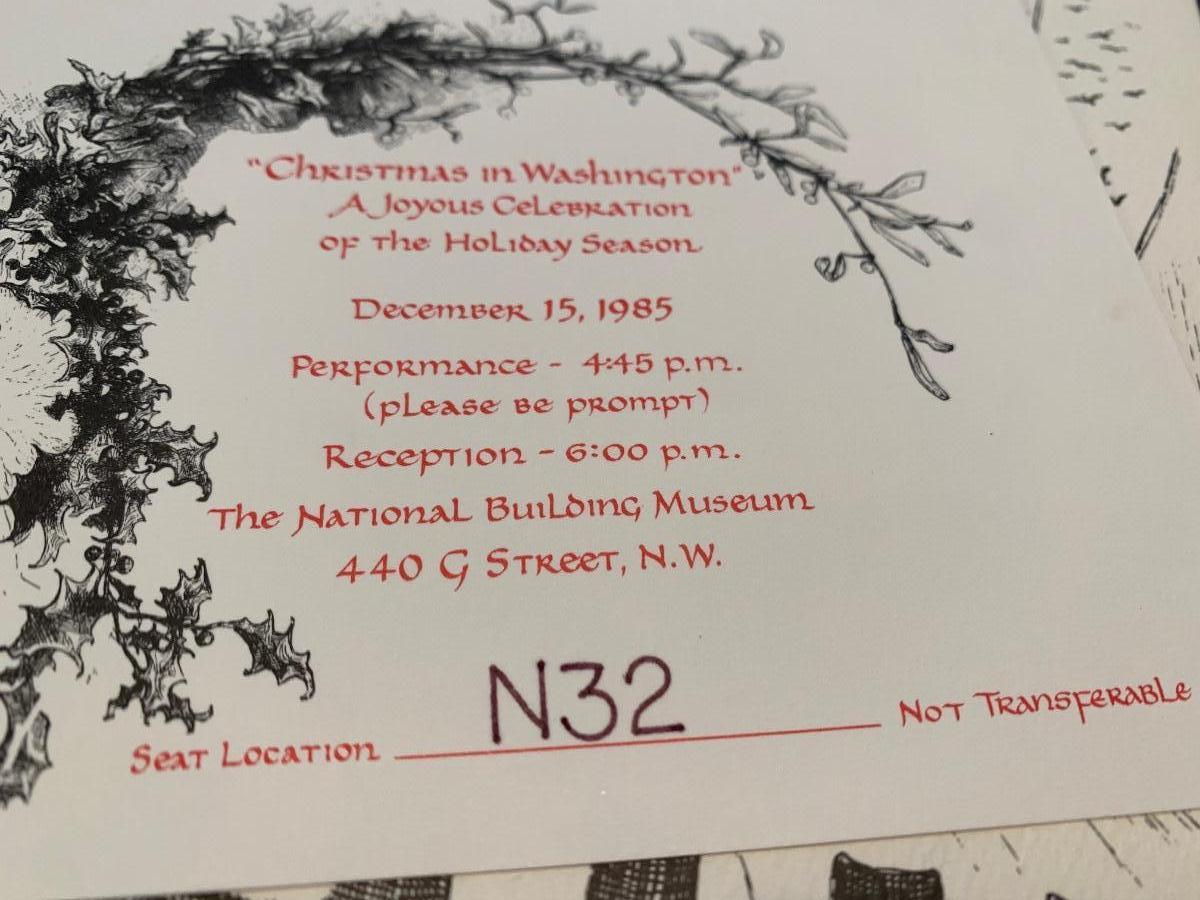 "Christmas in Washington"
A Joyous Celebration
of the Holiday Season
December 15, 1985
Performance - 4:45 p.m.
(please be prompt)
Reception - 6:00 p.m.
The National Building Museum
440 G Street, N.W.
N32
Seat Location
Not Transferable